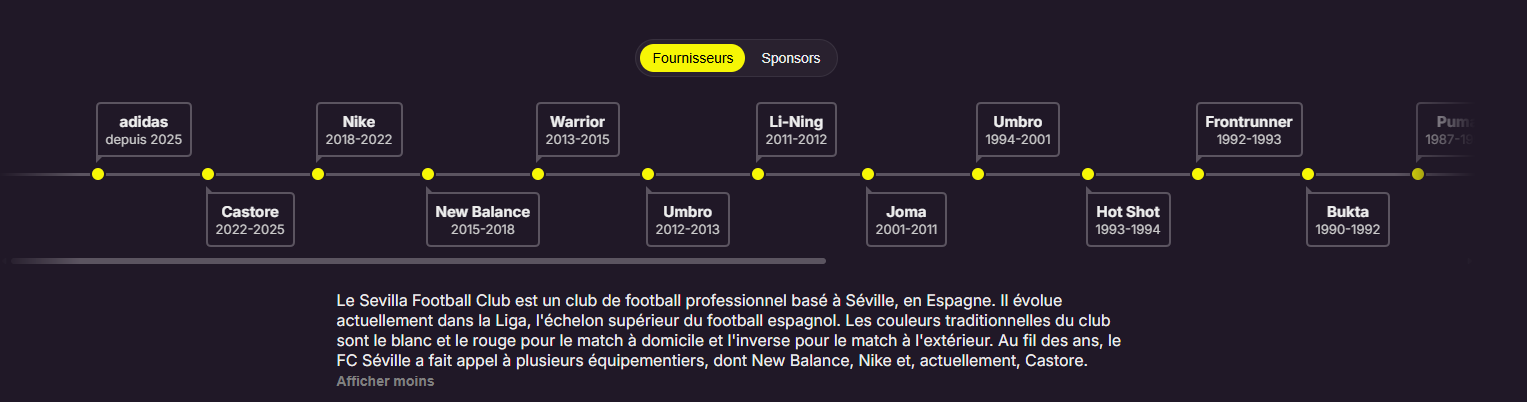 Fournisseurs Sponsors
adidas
depuis 2025
Castore
2022-2025
Nike
2018-2022
New Balance
2015-2018
Warrior
2013-2015
Umbro
2012-2013
Li-Ning
2011-2012
Joma
2001-2011
Umbro
1994-2001
Hot Shot
1993-1994
Frontrunner
1992-1993
Bukta
1990-1992
Le Sevilla Football Club est un club de football professionnel basé à Séville, en Espagne. Il évolue
actuellement dans la Liga, l'échelon supérieur du football espagnol. Les couleurs traditionnelles du club
sont le blanc et le rouge pour le match à domicile et l'inverse pour le match à l'extérieur. Au fil des ans, le
FC Séville a fait appel à plusieurs équipementiers, dont New Balance, Nike et, actuellement, Castore.
Afficher moins